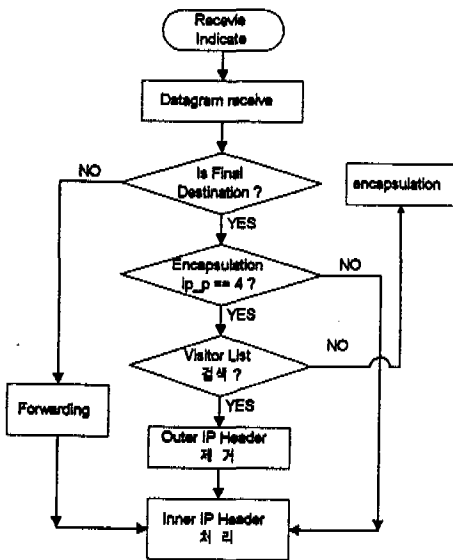 Recevie
Indicate
Datagram receive
NO
Is Final
Destination ?
encapsulation
YES
Encapsulation
ip_p == 4 ?
NO
YES
Visitor List
검색 ?
NO
YES
Forwarding
Outer IP Header
제 거
Inner IP Header
처 리